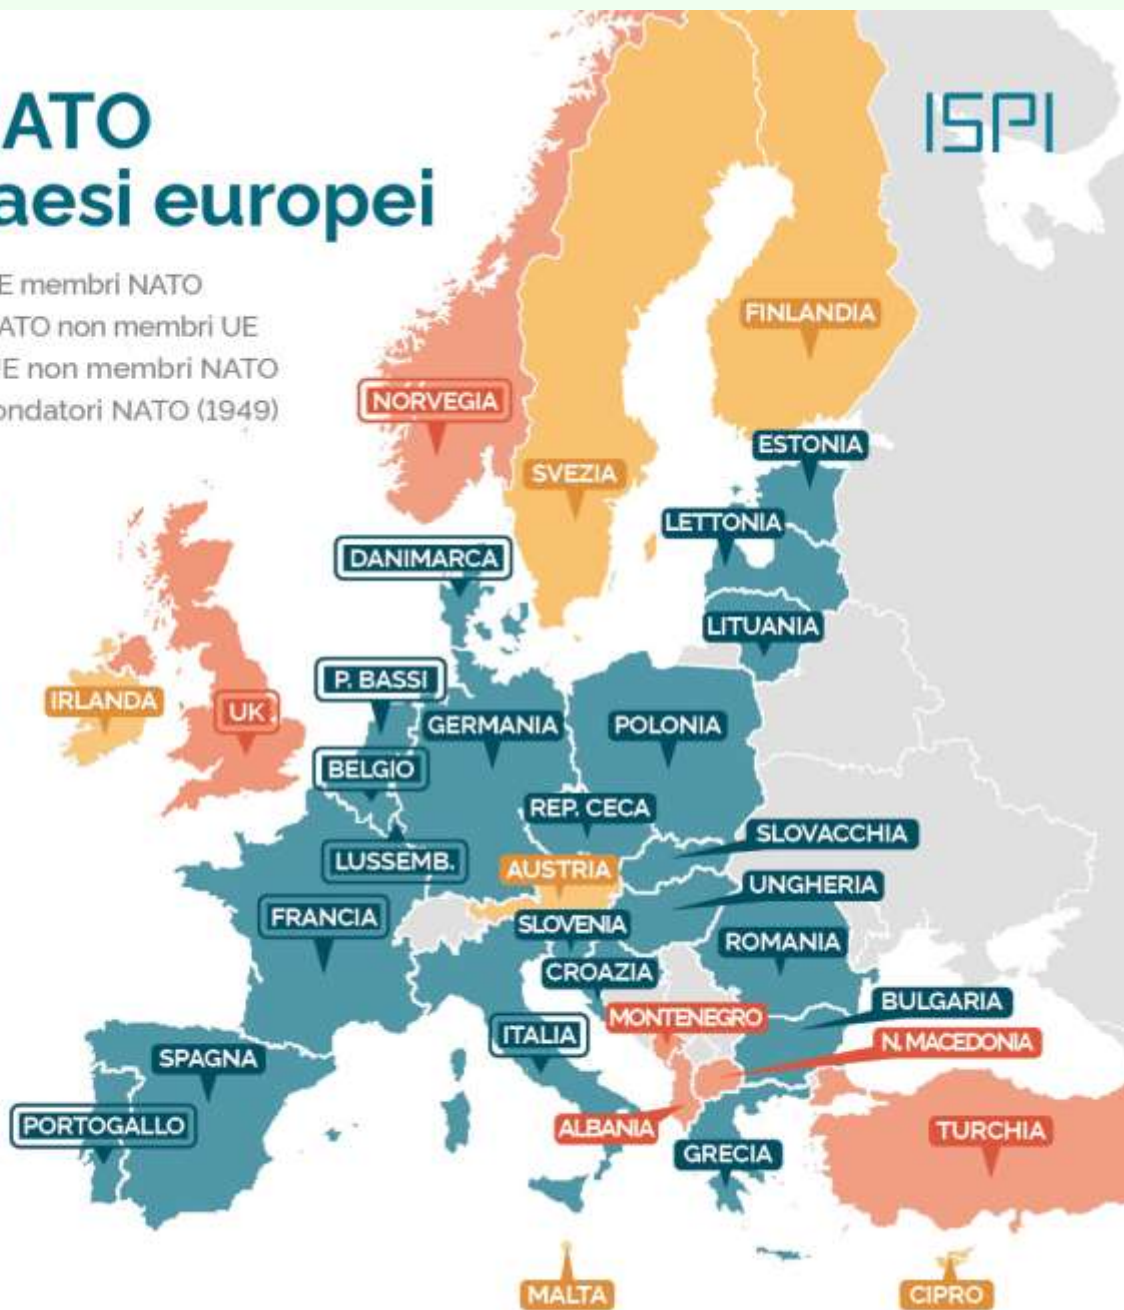 ATO
aesi europei
ISPI
E membri NATO
ATO non membri UE
E non membri NATO
ondatori NATO (1949)
FINLANDIA
NORVEGIA
ESTONIA
SVEZIA
LETTONIA
DANIMARCA
LITUANIA
P. BASSI
IRLANDA
UK
GERMANIA
POLONIA
BELGIO
REP. CECA
SLOVACCHIA
LUSSEMB.
AUSTRIA
UNGHERIA
FRANCIA
SLOVENIA
ROMANIA
CROAZIA
BULGARIA
MONTENEGRO
ITALIA
N. MACEDONIA
SPAGNA
PORTOGALLO
ALBANIA
TURCHIA
GRECIA
MALTA
CIPRO